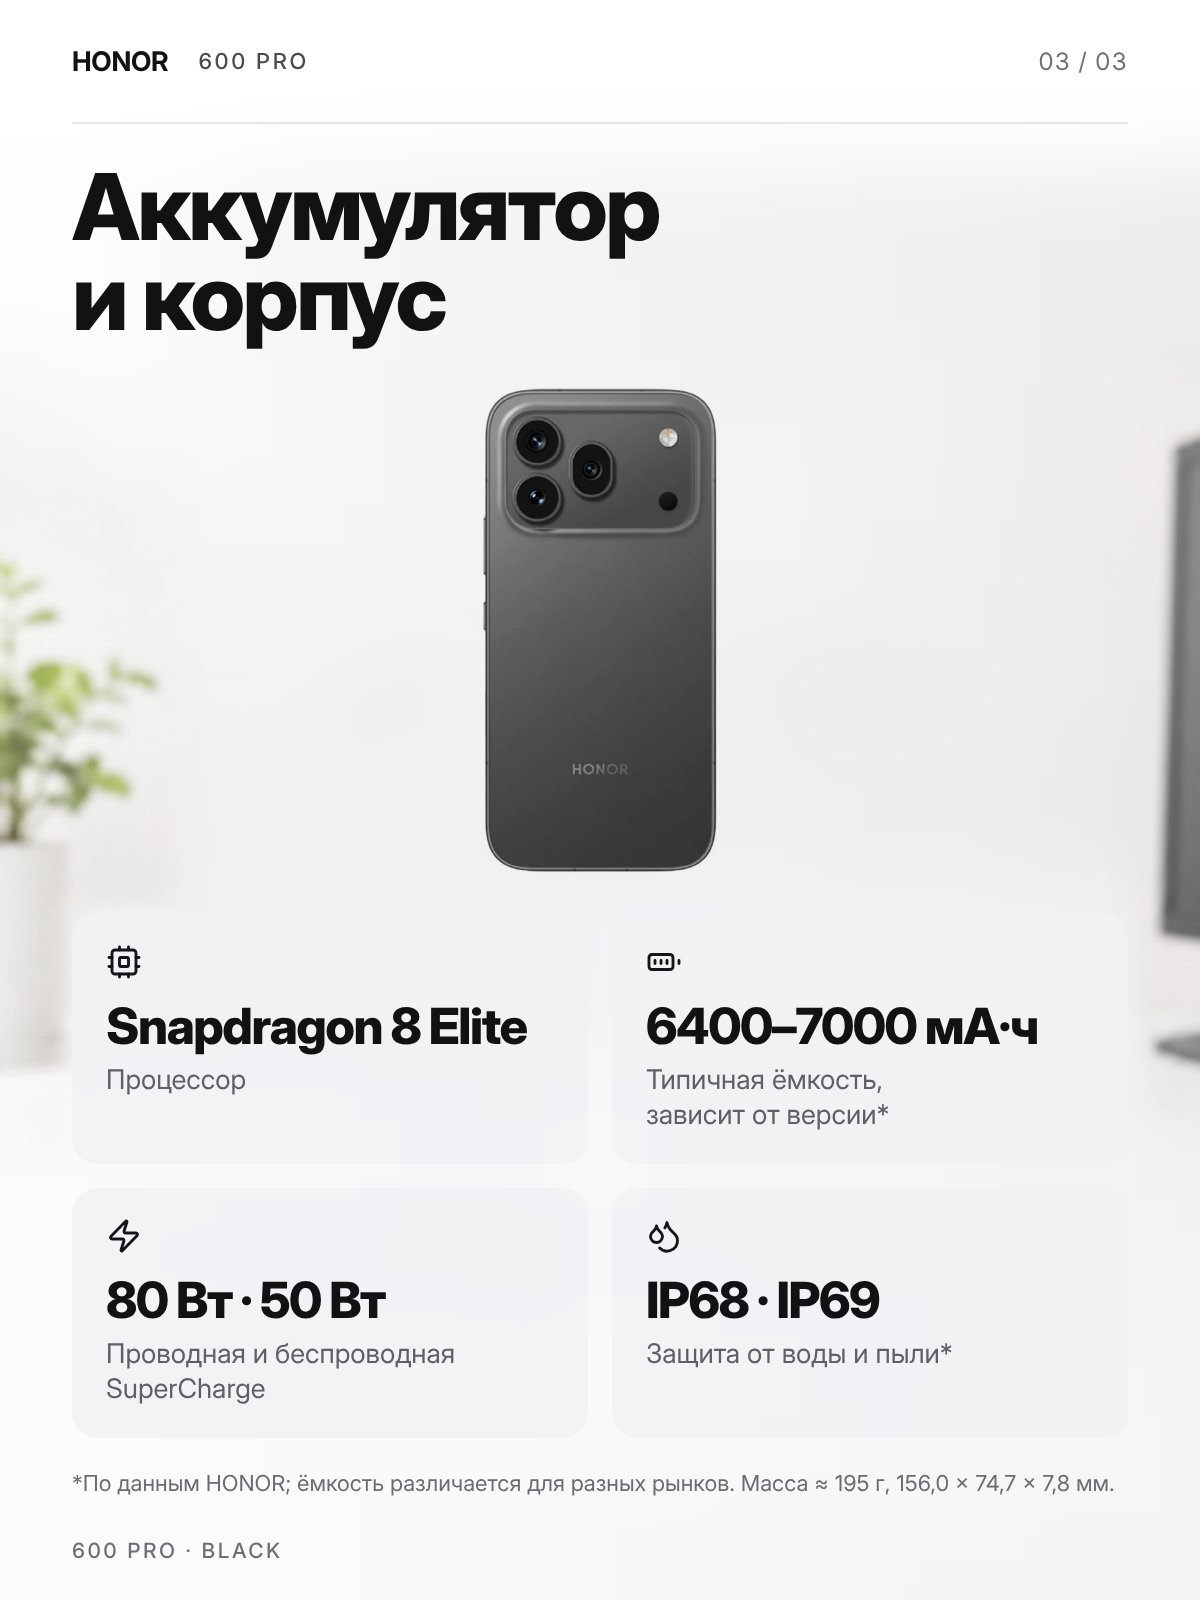 HONOR 600 PRO 03 / 03
Аккумулятор
и корпус
HONOR
Snapdragon 8 Elite
Процессор
6400–7000 мА·ч
Типичная ёмкость,
зависит от версии*
80 Вт · 50 Вт
Проводная и беспроводная
SuperCharge
IP68 · IP69
Защита от воды и пыли*
*По данным HONOR; ёмкость различается для разных рынков. Масса ≈ 195 г, 156,0 × 74,7 × 7,8 мм.
600 PRO · BLACK